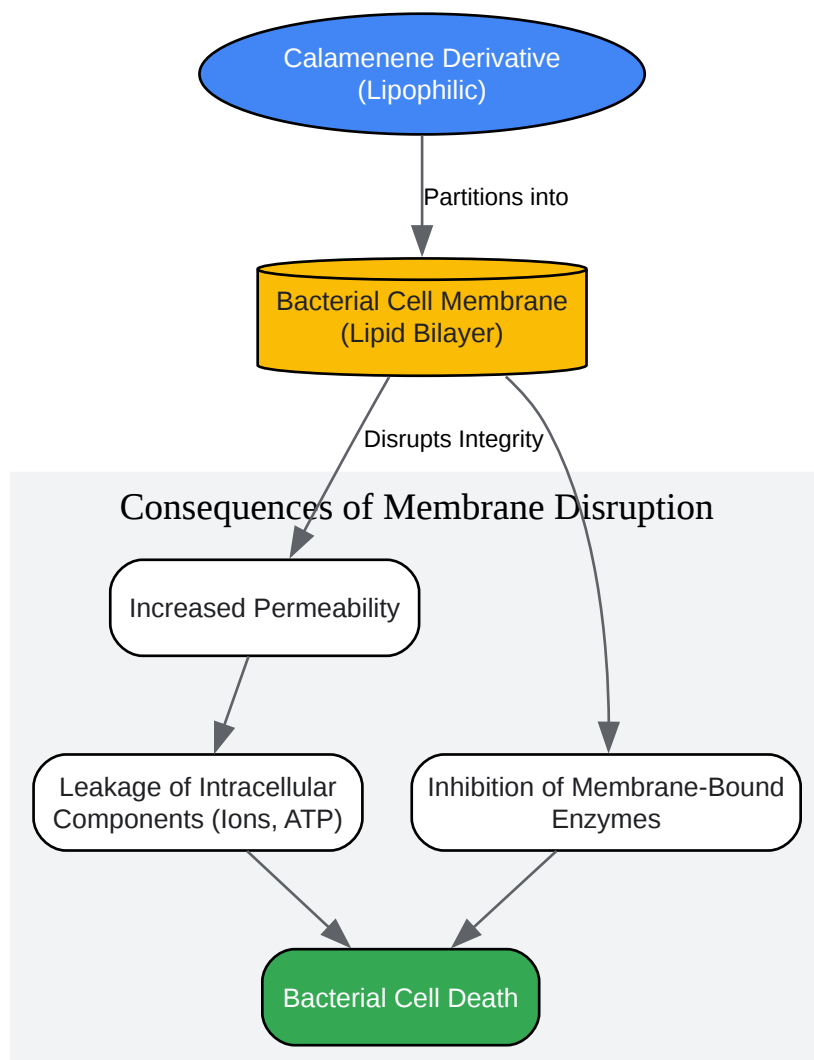 Calamenene Derivative
(Lipophilic)
Partitions into
Bacterial Cell Membrane
(Lipid Bilayer)
Disrupts Integrity
Consequences of Membrane Disruption
Increased Permeability
Leakage of Intracellular
Components (Ions, ATP)
Inhibition of Membrane-Bound
Enzymes
Bacterial Cell Death